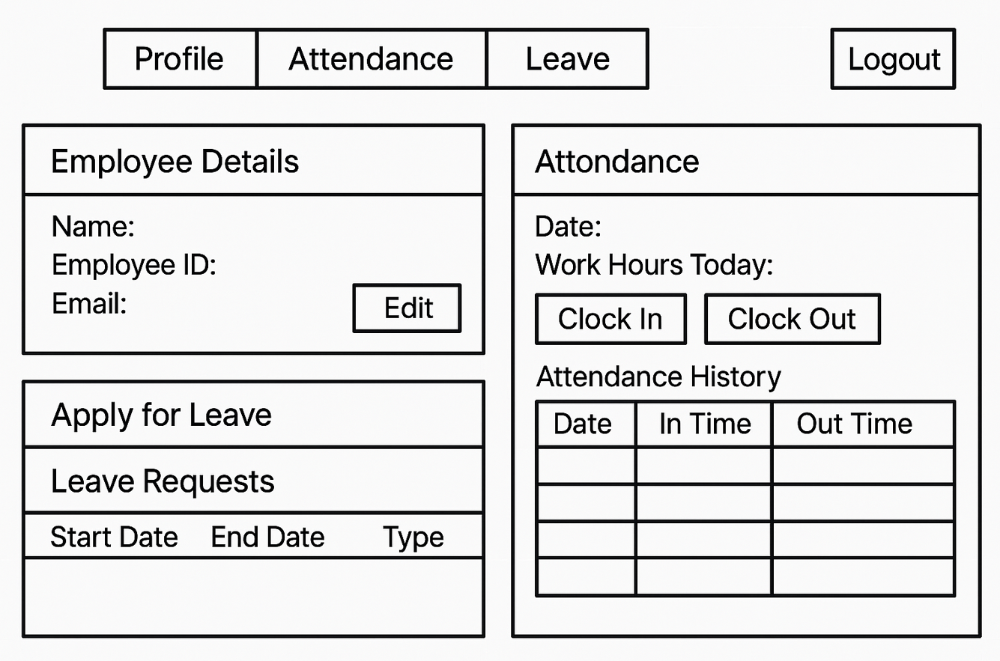 Profile Attendance Leave Logout
Employee Details
Name:
Employee ID:
Email:
Edit
Apply for Leave
Leave Requests
Start Date End Date Type
Attondance
Date:
Work Hours Today:
Clock In Clock Out
Attendance History
Date In Time Out Time